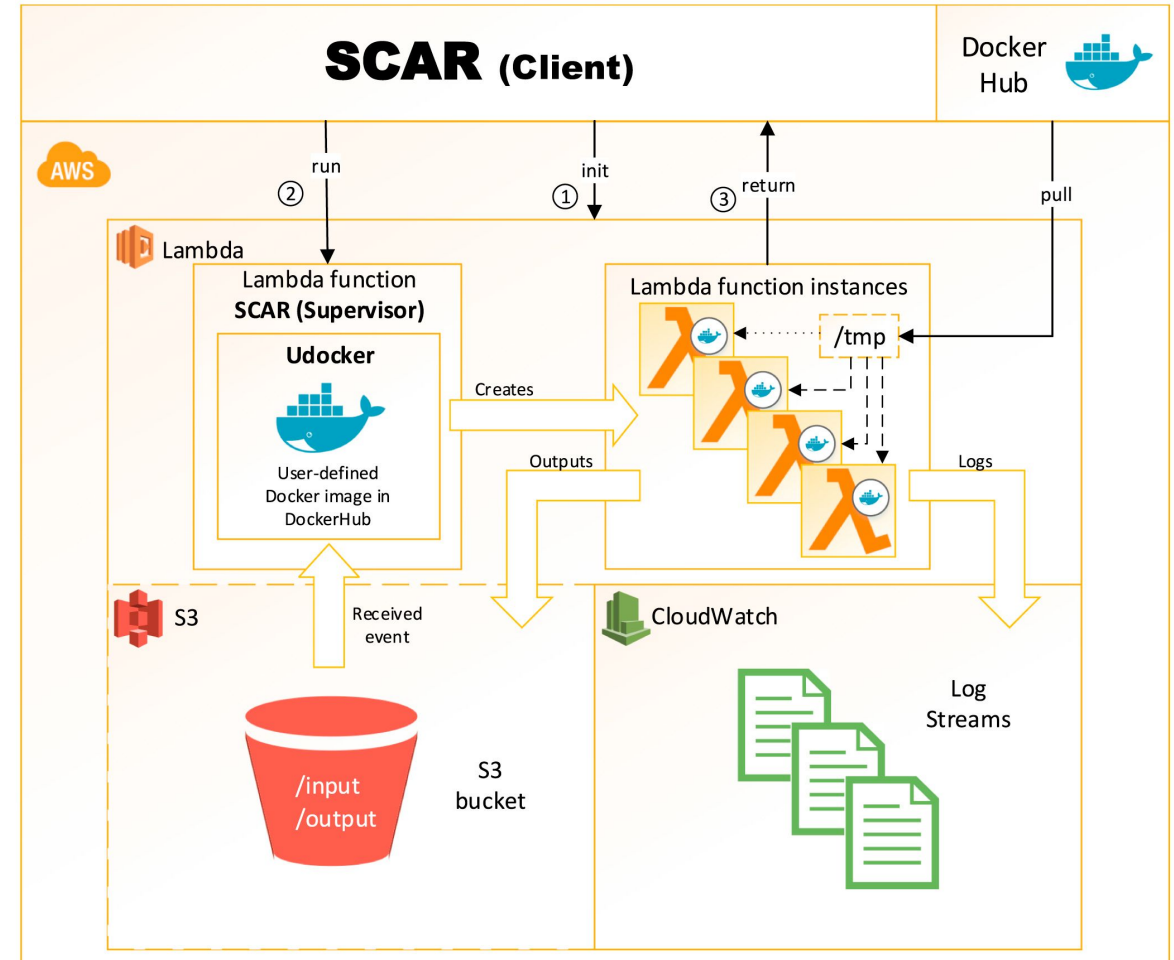 SCAR (Client)
Docker
Hub
AWS
run
②
init
①
return
③
pull
Lambda
Lambda function
SCAR (Supervisor)
Udocker
User-defined
Docker image in
DockerHub
Creates
Lambda function instances
/tmp
Outputs
Logs
S3
Received
event
/input
/output
S3
bucket
CloudWatch
Log
Streams